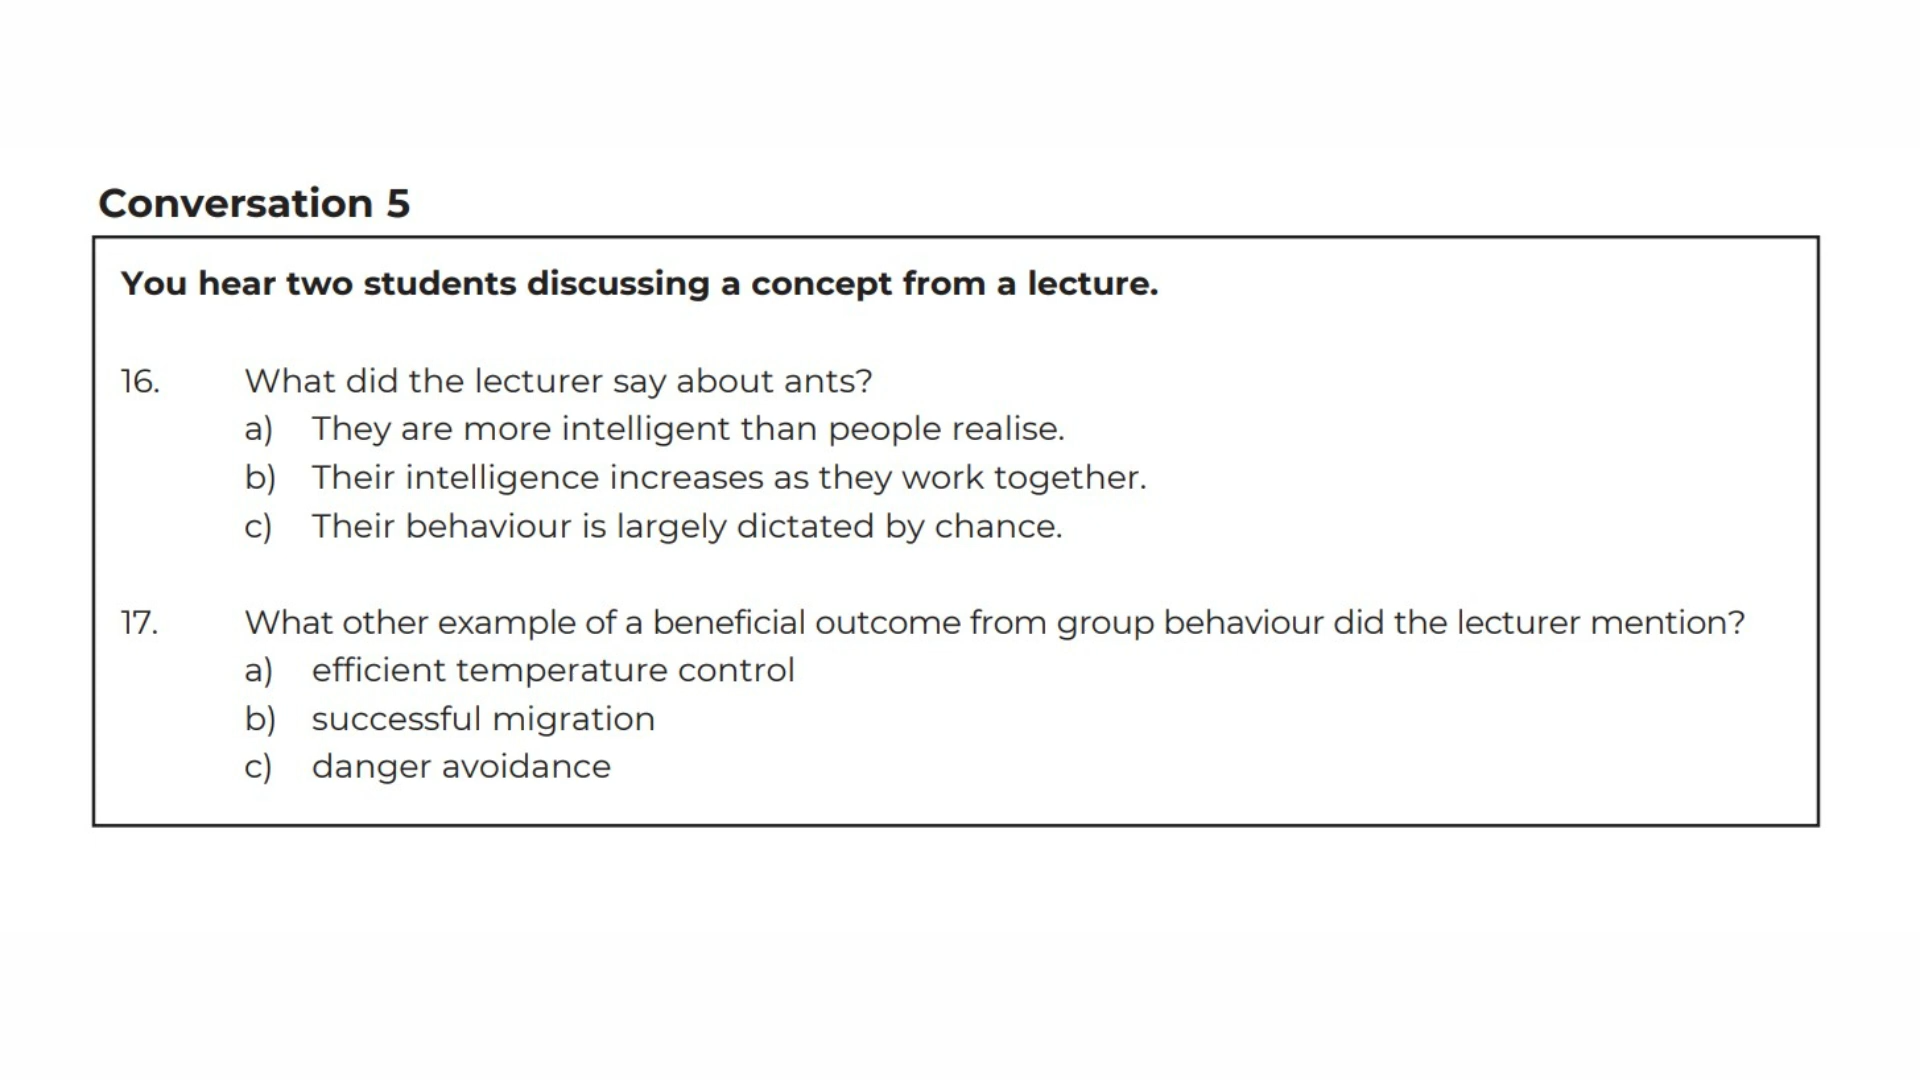 Conversation 5
You hear two students discussing a concept from a lecture.
16. What did the lecturer say about ants?
a) They are more intelligent than people realise.
b) Their intelligence increases as they work together.
c) Their behaviour is largely dictated by chance.
17. What other example of a beneficial outcome from group behaviour did the lecturer mention?
a) efficient temperature control
b) successful migration
c) danger avoidance